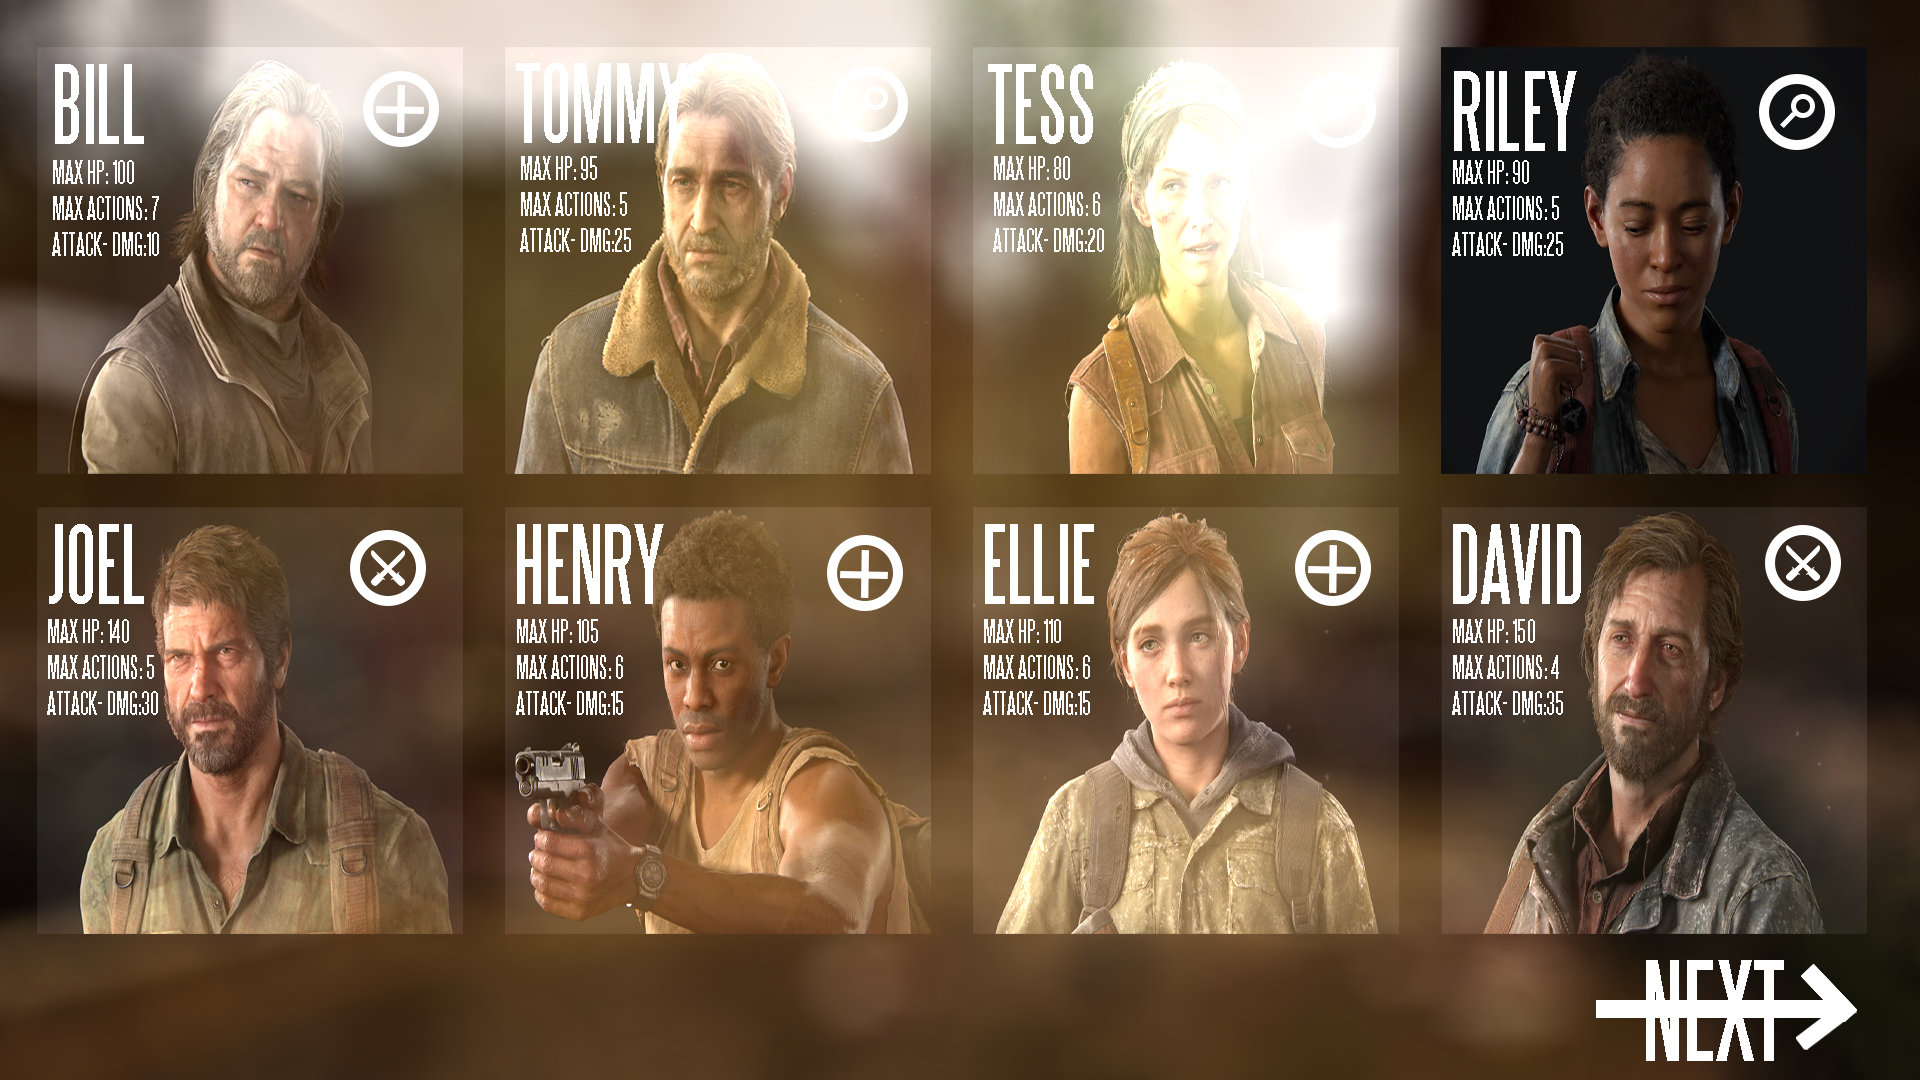 BILL
MAX HP: 100
MAX ACTIONS: 7
ATTACK- DMG:10
TOMMY
MAX HP: 95
MAX ACTIONS: 5
ATTACK- DMG:25
TESS
MAX HP: 80
MAX ACTIONS: 6
ATTACK- DMG:20
RILEY
MAX HP: 90
MAX ACTIONS: 5
ATTACK- DMG:25
JOEL
MAX HP: 140
MAX ACTIONS: 5
ATTACK- DMG:30
HENRY
MAX HP: 105
MAX ACTIONS: 6
ATTACK- DMG:15
ELLIE
MAX HP: 110
MAX ACTIONS: 6
ATTACK- DMG:15
DAVID
MAX HP: 150
MAX ACTIONS: 4
ATTACK- DMG:35
NEXT